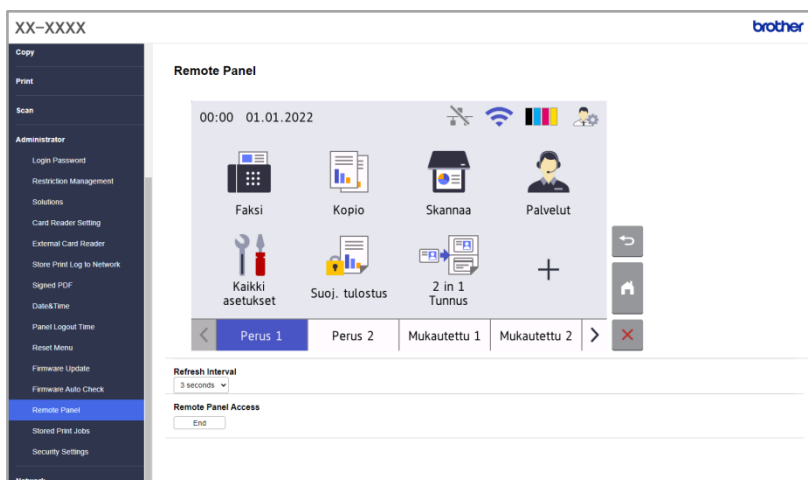 XX-XXXX
brother
Copy
Print
Scan
Administrator
Login Password
Restriction Management
Solutions
Card Reader Setting
External Card Reader
Store Print Log to Network
Signed PDF
Date&Time
Panel Logout Time
Reset Menu
Firmware Update
Firmware Auto Check
Remote Panel
Stored Print Jobs
Security Settings
Network
Remote Panel
00:00 01.01.2022
Faksi
Kopio
Skannaa
Palvelut
Kaikki
asetukset
Suoj. tulostus
2 in 1
Tunnus
Perus 1
Perus 2
Mukautettu 1
Mukautettu 2
Refresh Interval
3 seconds
Remote Panel Access
End